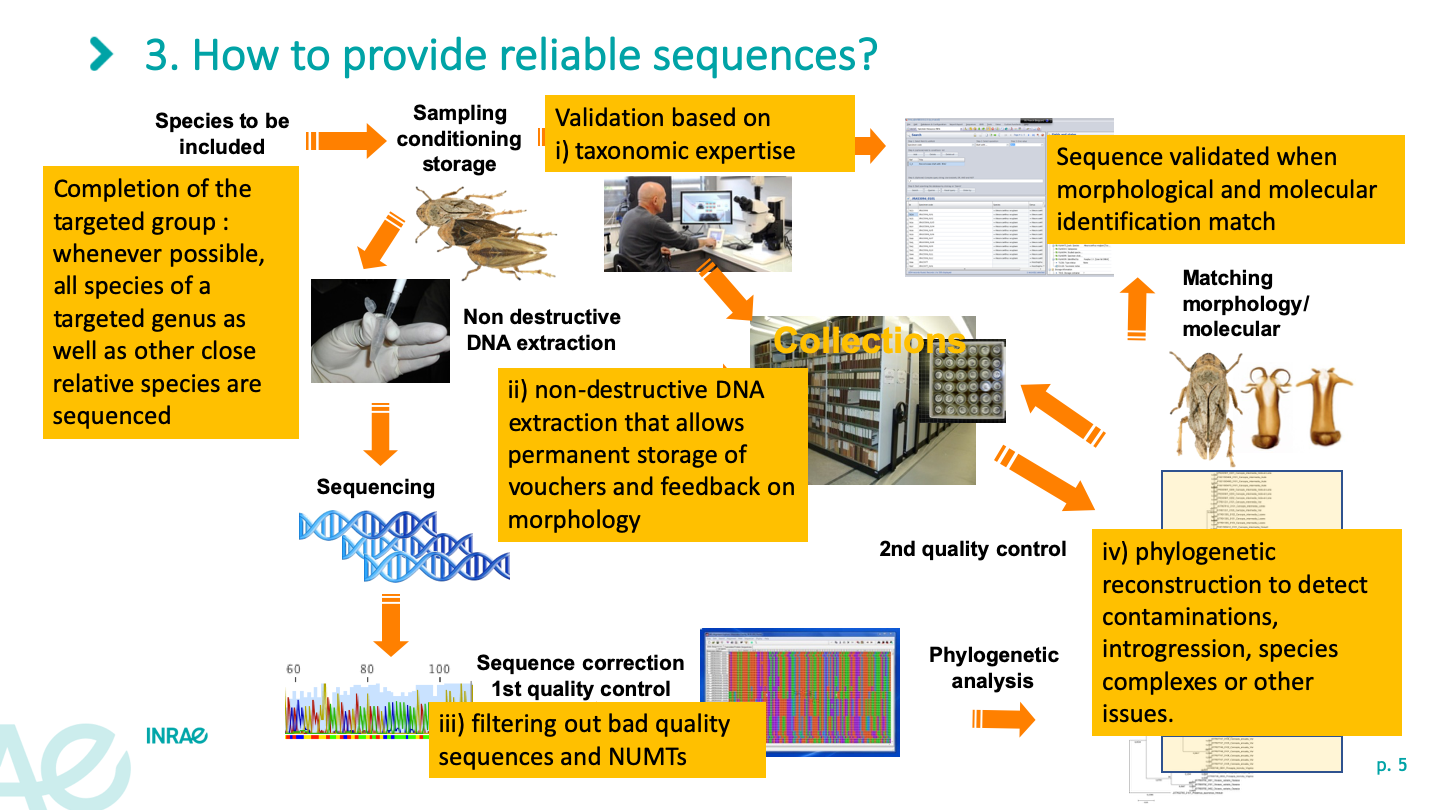 3. How to provide reliable sequences?
Species to be
included
Sampling
conditioning
storage
Validation based on
i) taxonomic expertise
Completion of the
targeted group :
whenever possible,
all species of a
targeted genus as
well as other close
relative species are
sequenced
Sequence validated when
morphological and molecular
identification match
Non destructive
DNA extraction
Collections
Matching
morphology/
molecular
ii) non-destructive DNA
extraction that allows
permanent storage of
vouchers and feedback on
morphology
Sequencing
2nd quality control
iv) phylogenetic
reconstruction to detect
contaminations,
introgression, species
complexes or other
issues.
60 80 100
Sequence correction
1st quality control
Phylogenetic
analysis
iii) filtering out bad quality
sequences and NUMTs
INRAE
p. 5